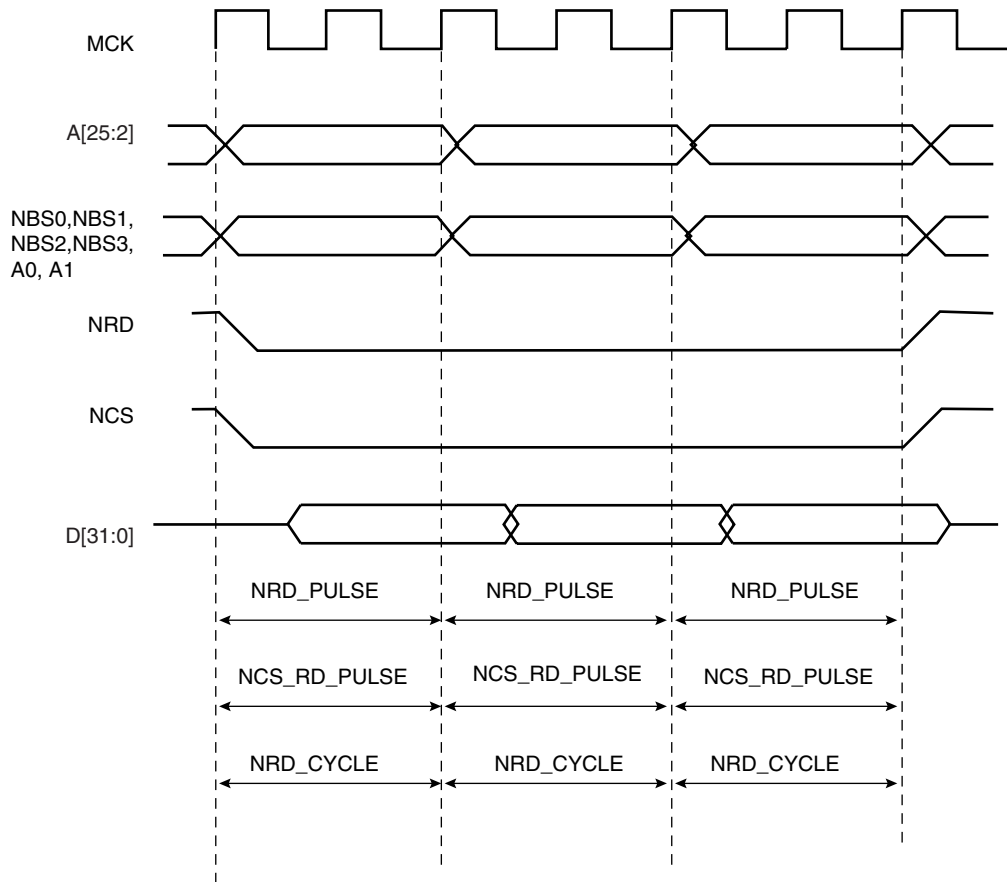 MCK
A[25:2]
NBS0,NBS1,
NBS2,NBS3,
A0, A1
NRD
NCS
D[31:0]
NRD_PULSE NRD_PULSE NRD_PULSE
NCS_RD_PULSE NCS_RD_PULSE NCS_RD_PULSE
NRD_CYCLE NRD_CYCLE NRD_CYCLE